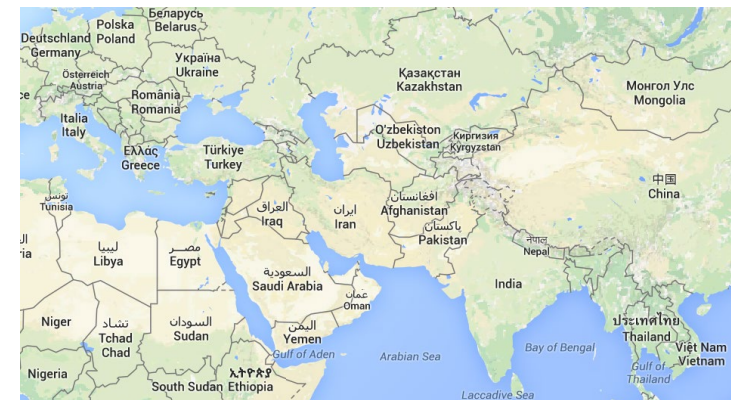 Беларусь
Belarus
Polska
Poland
Deutschland
Germany
Україна
Ukraine
Österreich
Austria
România
Romania
Italia
Italy
Ελλάς
Greece
Türkiye
Turkey
Қазақстан
Kazakhstan
Монгол Улс
Mongolia
O'zbekiston
Uzbekistan
Киргизия
Kyrgyzstan
中国
China
تونس
Tunisia
العراق
Iraq
ایران
Iran
افغانستان
Afghanistan
پاکستان
Pakistan
नेपाल
Nepal
ليبيا
Libya
مصر
Egypt
السعودية
Saudi Arabia
عمان
Oman
India
Niger
تشاد
Tchad
Chad
السودان
Sudan
اليمن
Yemen
Gulf of Aden
Arabian Sea
Bay of Bengal
ประเทศไทย
Thailand
Việt Nam
Vietnam
Gulf of
Thailand
Nigeria
South Sudan
ኢትዮጵያ
Ethiopia
Laccadive Sea